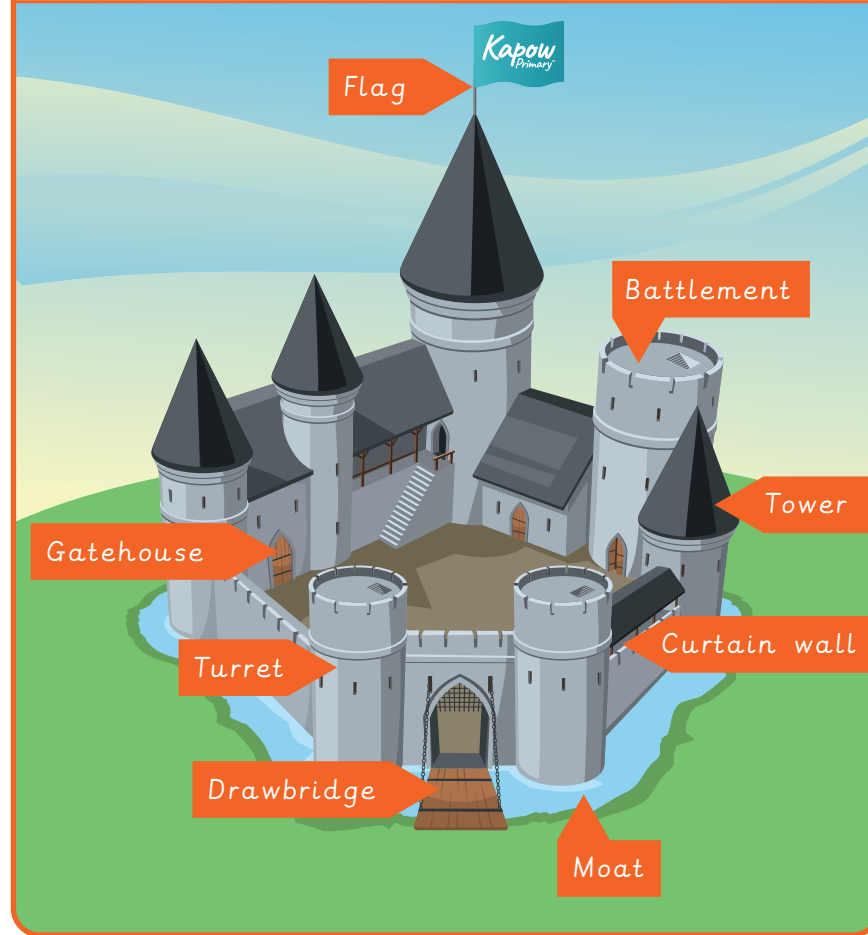 Kapow
Primary
Flag
Battlement
Tower
Gatehouse
Curtain wall
Turret
Drawbridge
Moat